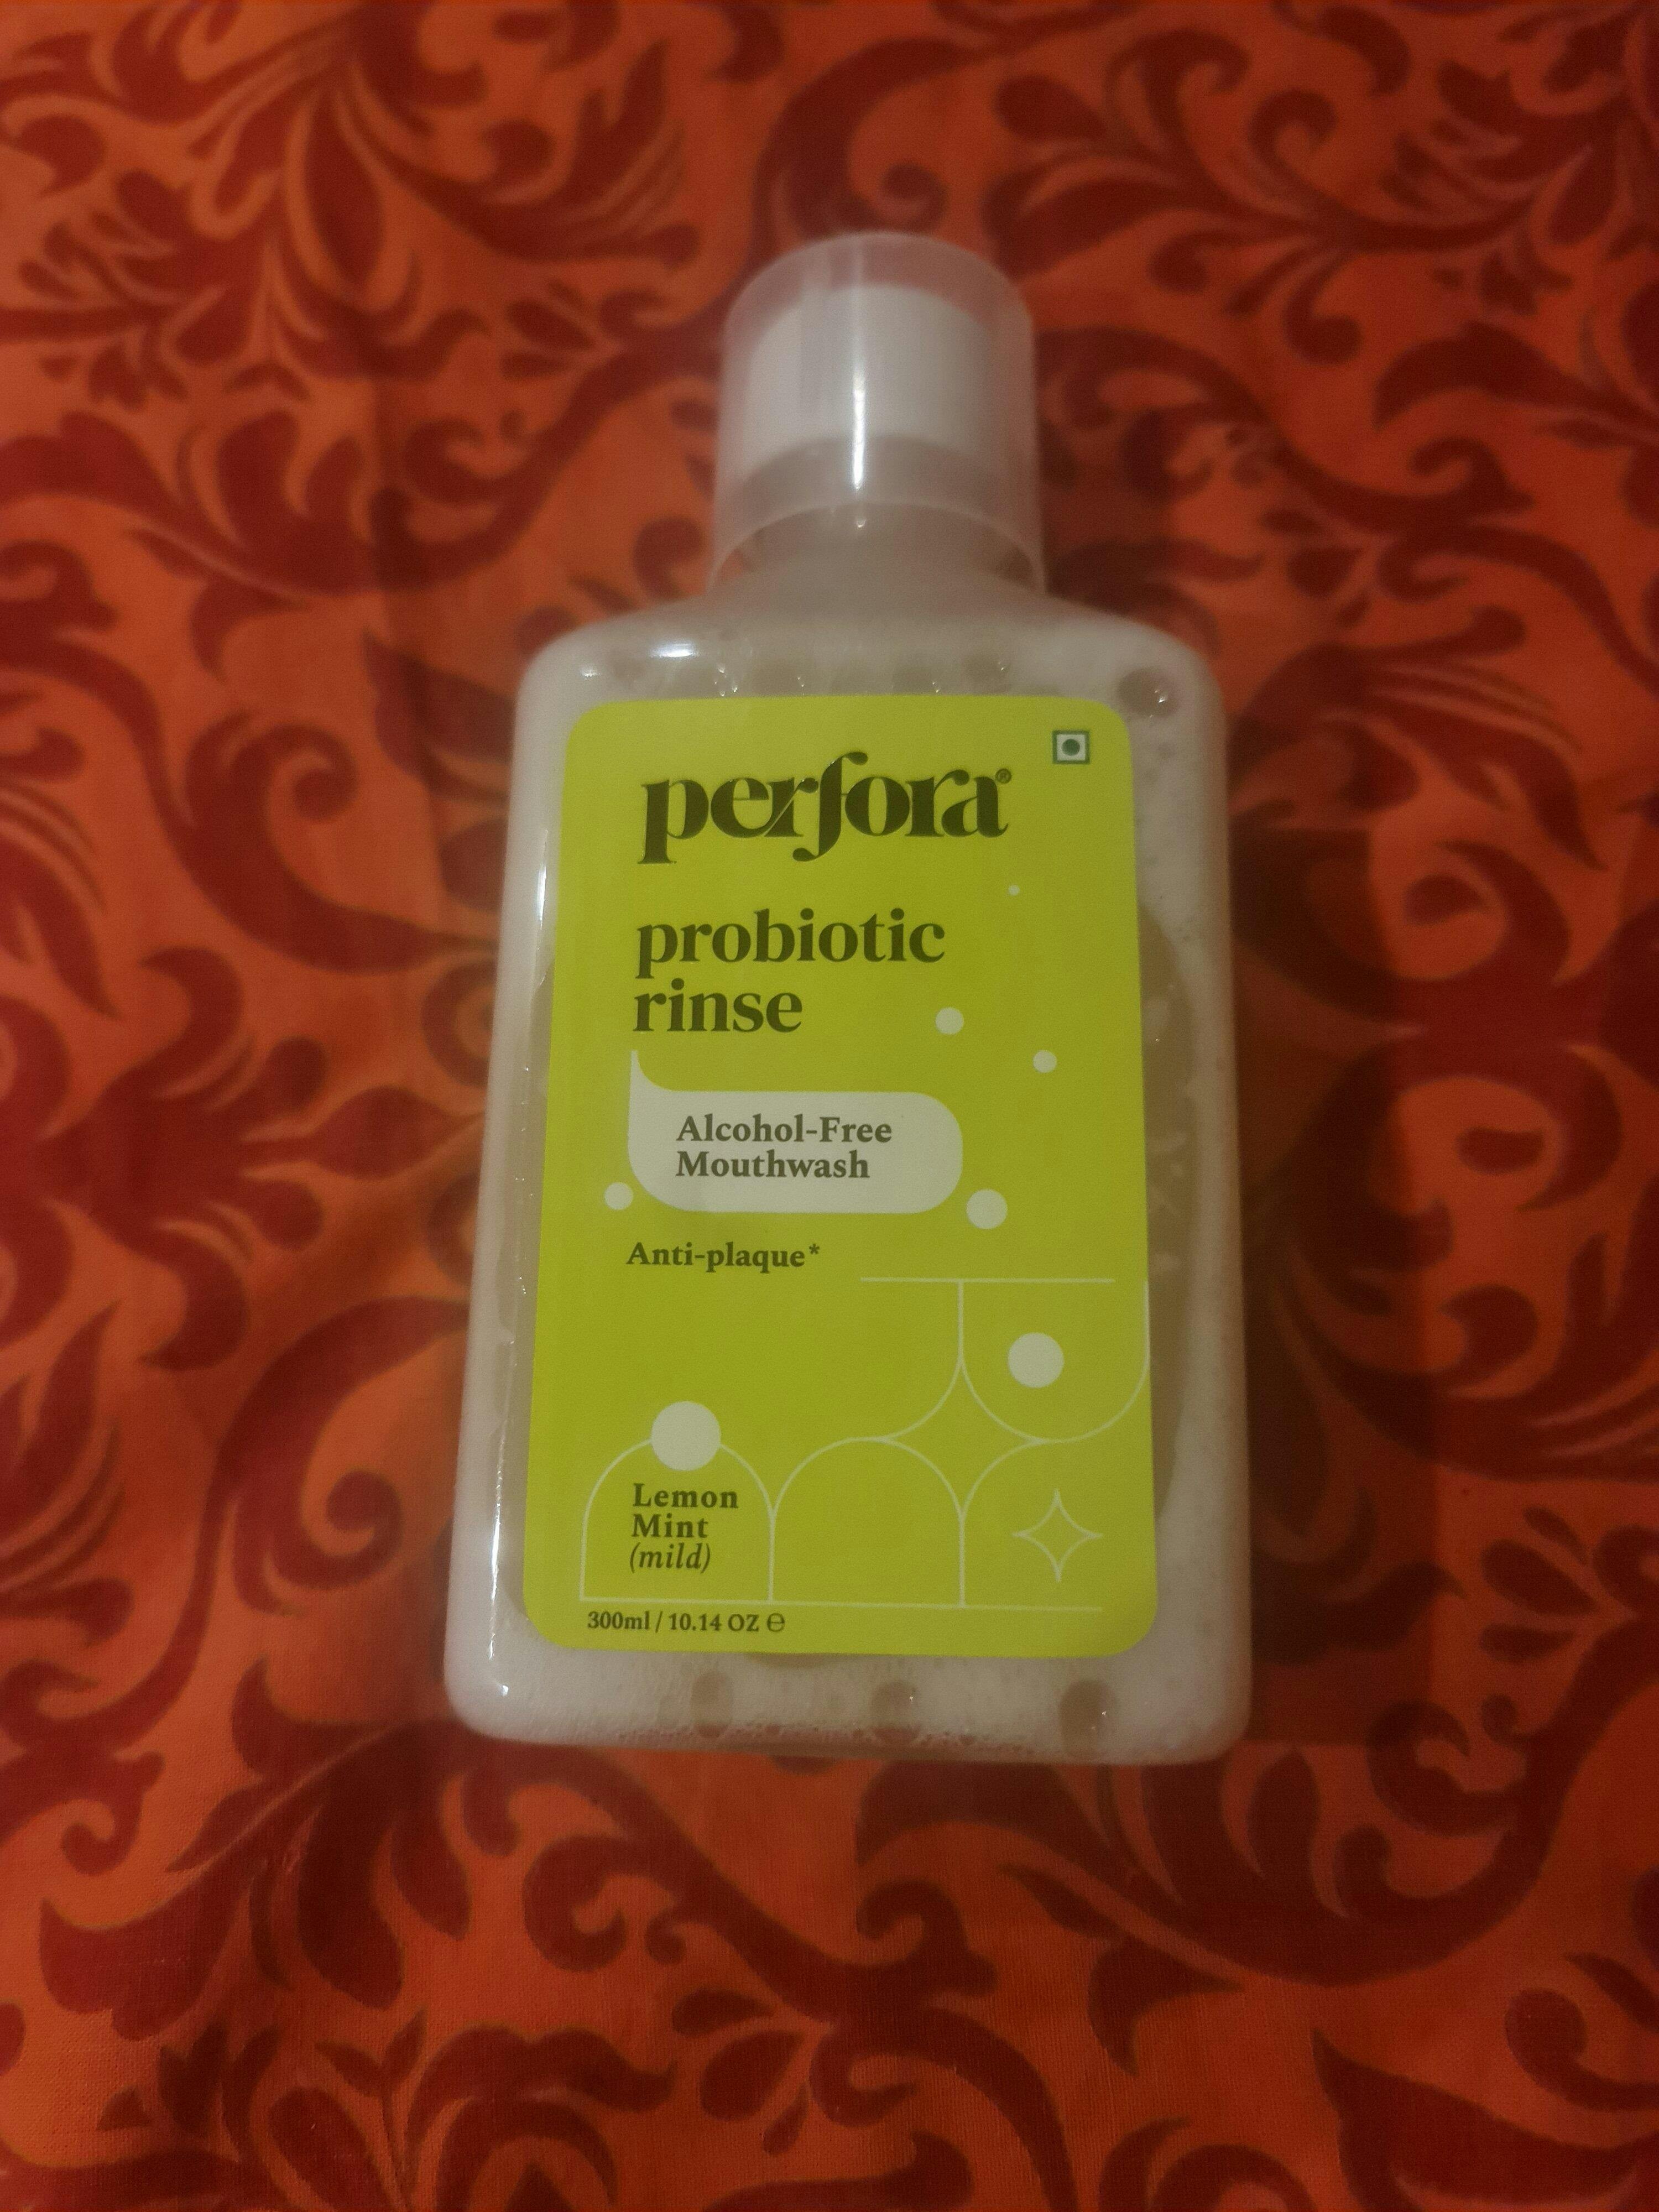 perfora®
probiotic
rinse
Alcohol-Free
Mouthwash
Anti-plaque*
Lemon
Mint
(mild)
300ml / 10.14 OZ ℮